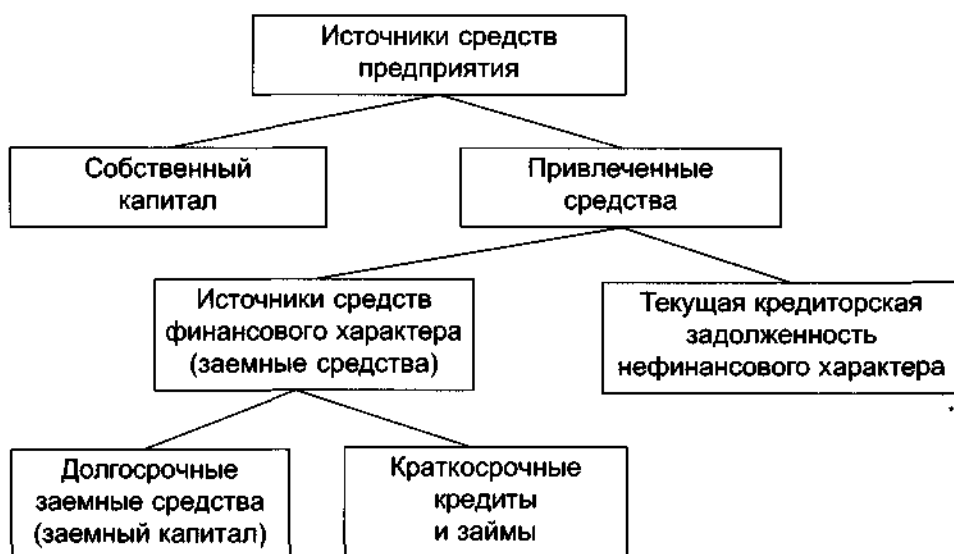 Источники средств
предприятия
Собственный
капитал
Привлеченные
средства
Источники средств
финансового характера
(заемные средства)
Текущая кредиторская
задолженность
нефинансового характера
Долгосрочные
заемные средства
(заемный капитал)
Краткосрочные
кредиты
и займы